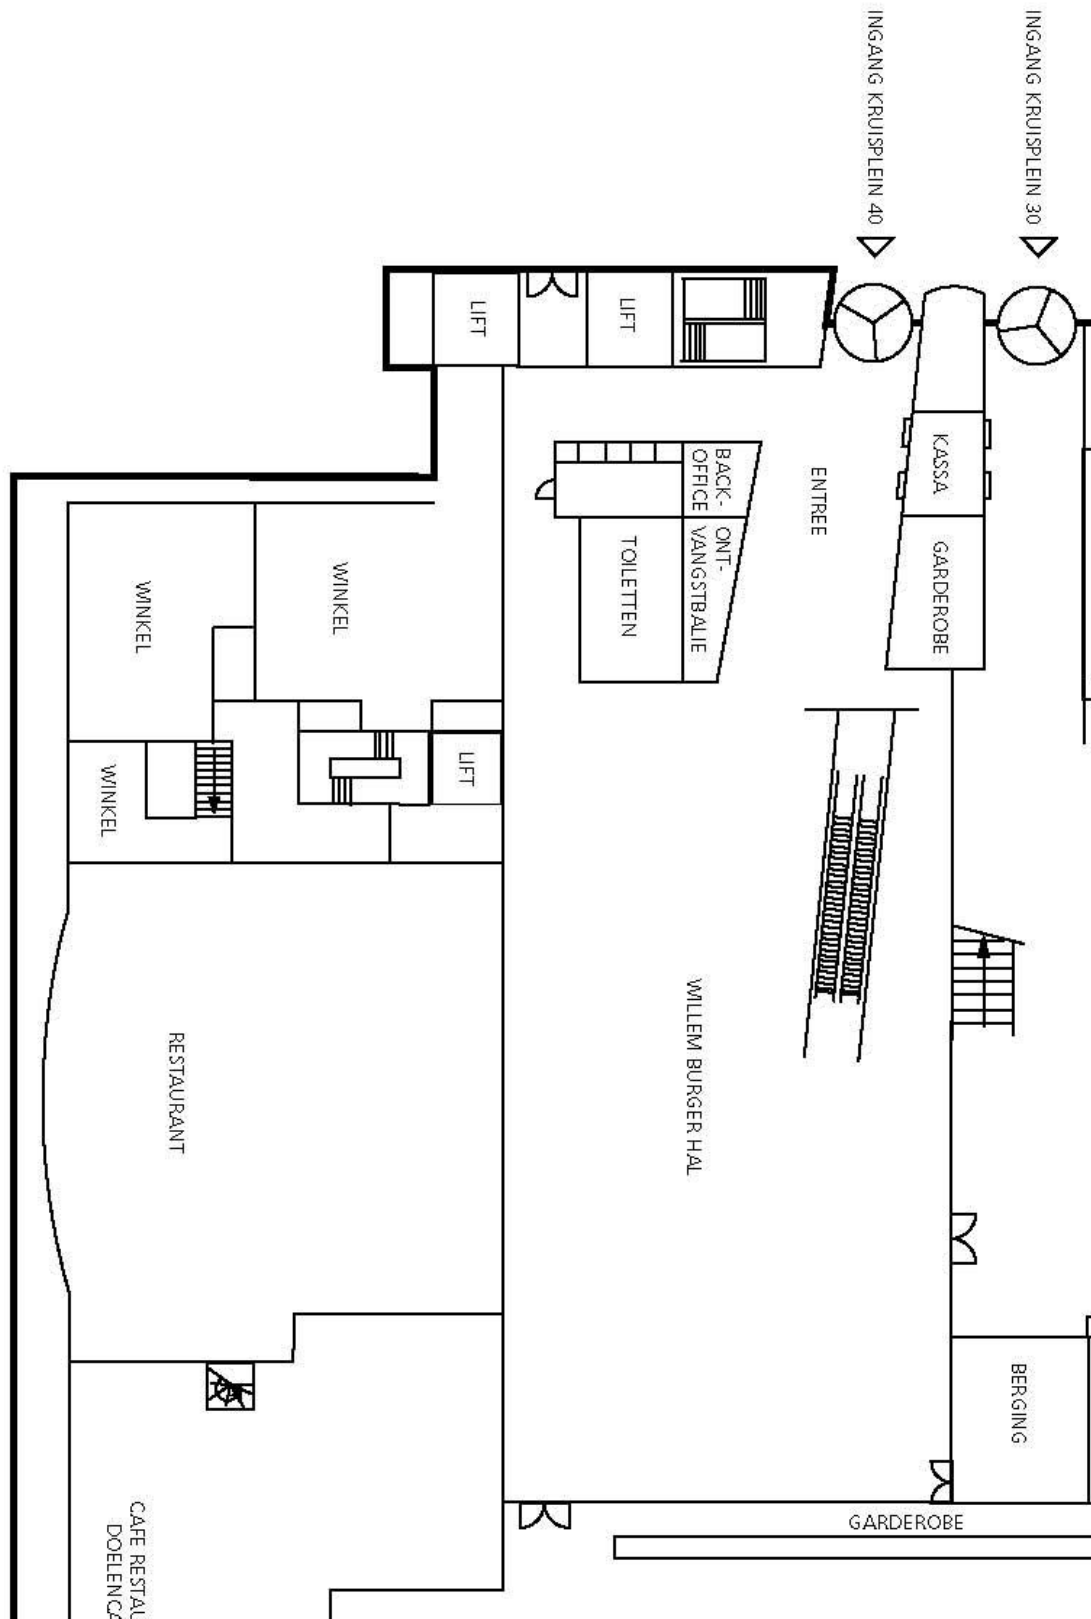 INGANG KRUISPLEIN 40
INGANG KRUISPLEIN 30
LIFT
LIFT
BACK-
OFFICE
ENTREE
KASSA
ONT-
VANGSTBALIE
TOILETTEN
GARDEROBE
WINKEL
WINKEL
WINKEL
LIFT
WILLEM BURGER HAL
RESTAURANT
BERGING
GARDEROBE
CAFE RESTAU
DOELENCA